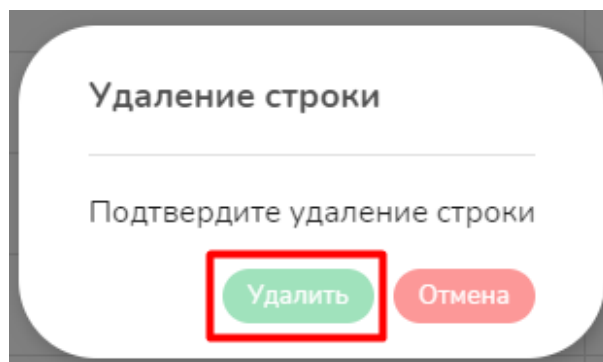 Удаление строки
Подтвердите удаление строки
Удалить Отмена